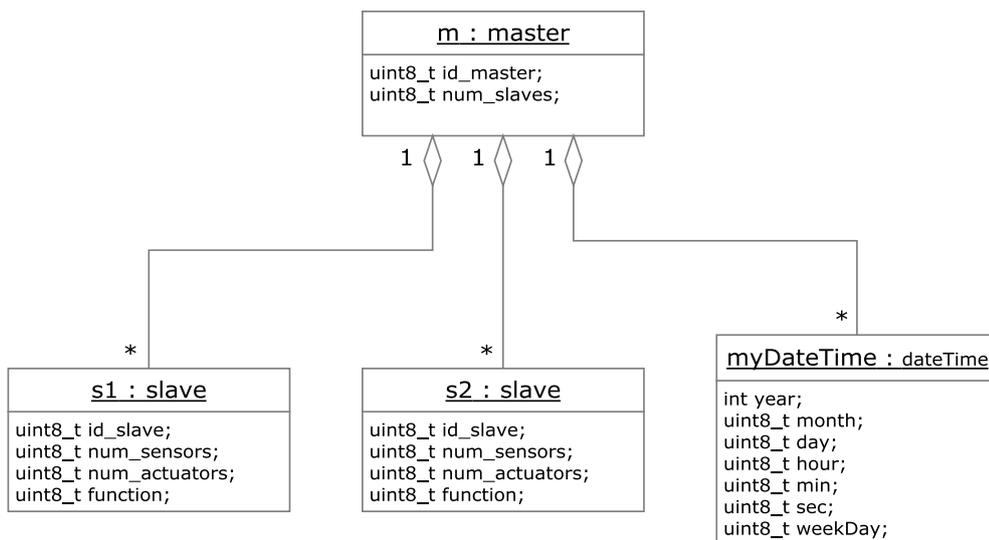 m : master
uint8_t id_master;
uint8_t num_slaves;
1
1
1
*
*
*
s1 : slave
uint8_t id_slave;
uint8_t num_sensors;
uint8_t num_actuators;
uint8_t function;
s2 : slave
uint8_t id_slave;
uint8_t num_sensors;
uint8_t num_actuators;
uint8_t function;
myDateTime : dateTime
int year;
uint8_t month;
uint8_t day;
uint8_t hour;
uint8_t min;
uint8_t sec;
uint8_t weekDay;